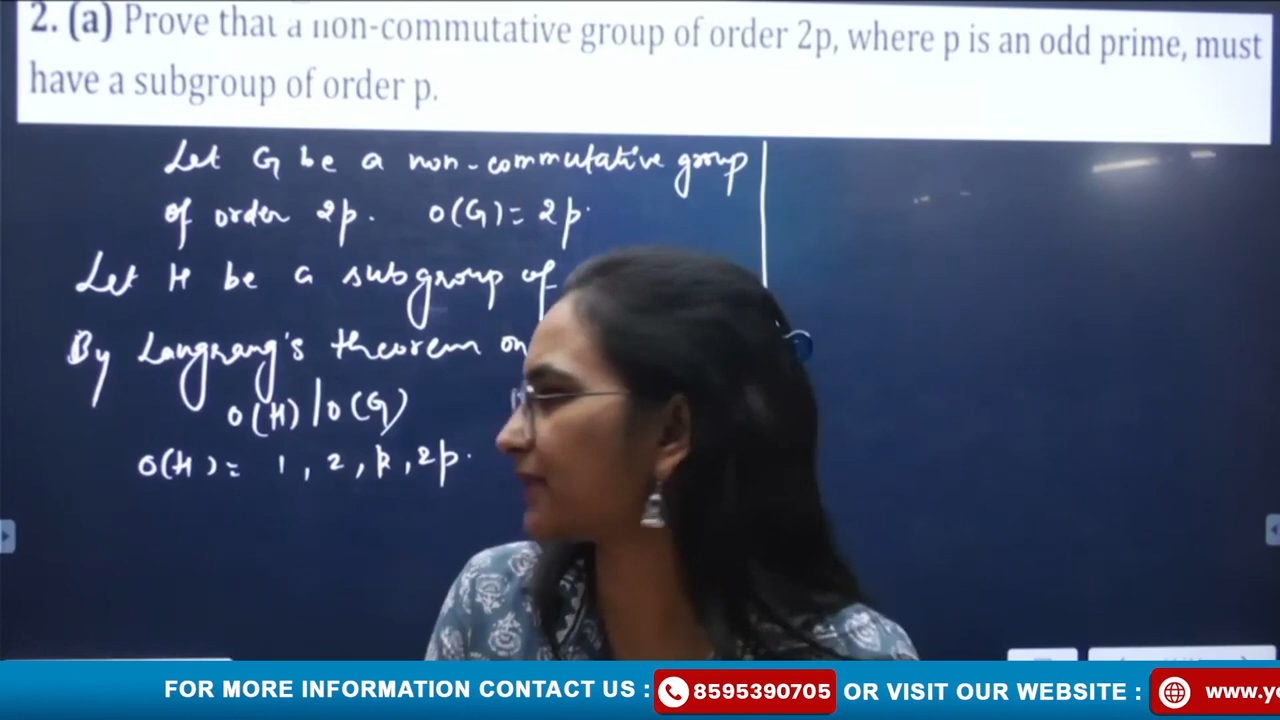 2. (a) Prove that a non-commutative group of order 2p, where p is an odd prime, must
have a subgroup of order p.
Let G be a non-commutative group
of order 2p. O(G) = 2p.
Let H be a subgroup of
By Langrang's theorem on
O(H) | O(G)
O(H) = 1, 2, p, 2p.
FOR MORE INFORMATION CONTACT US : 8595390705 OR VISIT OUR WEBSITE :